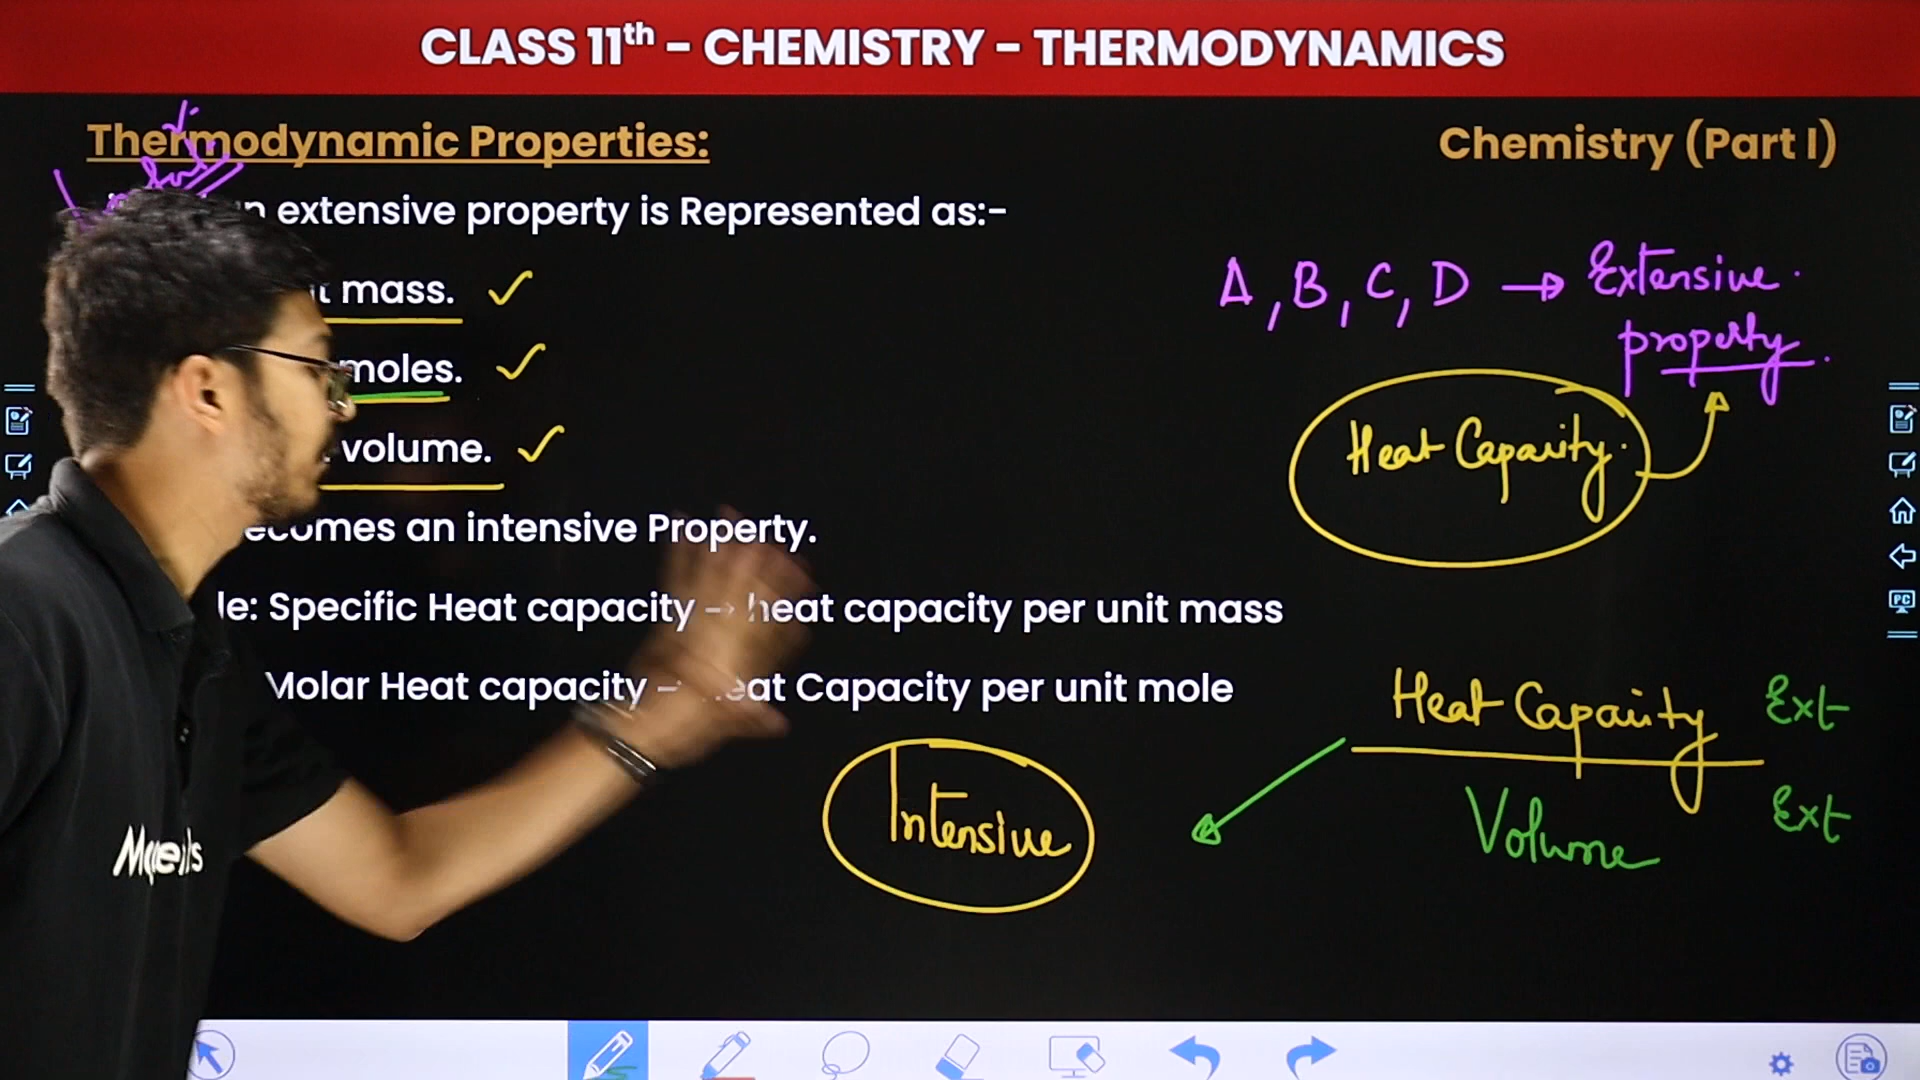 CLASS 11th - CHEMISTRY - THERMODYNAMICS
Thermodynamic Properties:
Chemistry (Part I)
extensive property is Represented as:-
mass. ✓
moles. ✓
volume. ✓
ecomes an intensive Property.
le: Specific Heat capacity → heat capacity per unit mass
Molar Heat capacity - eat Capacity per unit mole
A, B, C, D → Extensive
property.
Heat Capacity.
Heat Capacity Ext
Volume Ext
Intensive
PC